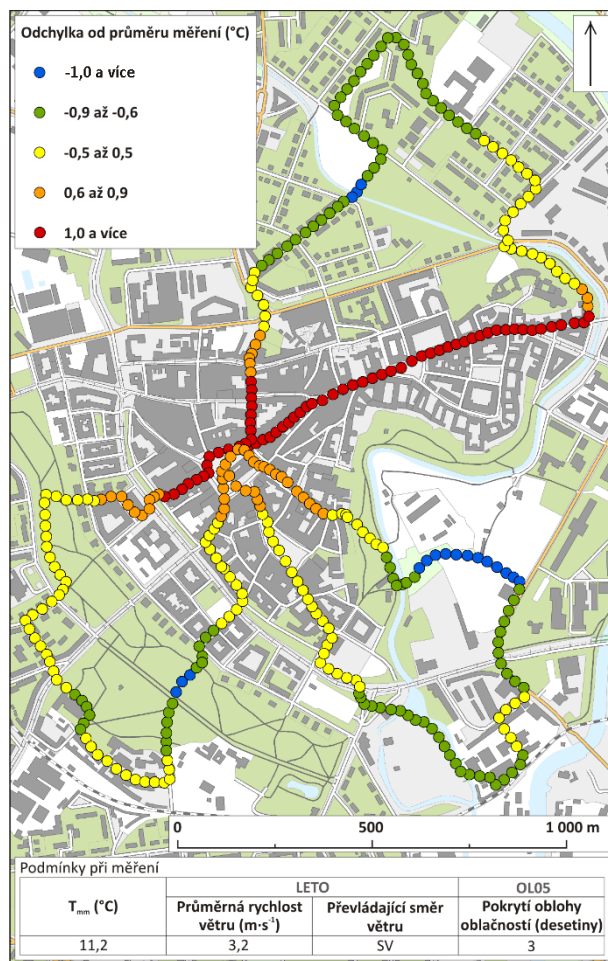 Odchylka od průměru měření (°C)
-1,0 a více
-0,9 až -0,6
-0,5 až 0,5
0,6 až 0,9
1,0 a více
0 500 1 000 m
Podmínky při měření
LETO OL05
Tmm (°C) Průměrná rychlost větru (m·s-1) Převládající směr větru Pokrytí oblohy oblačností (desetiny)
11,2 3,2 SV 3